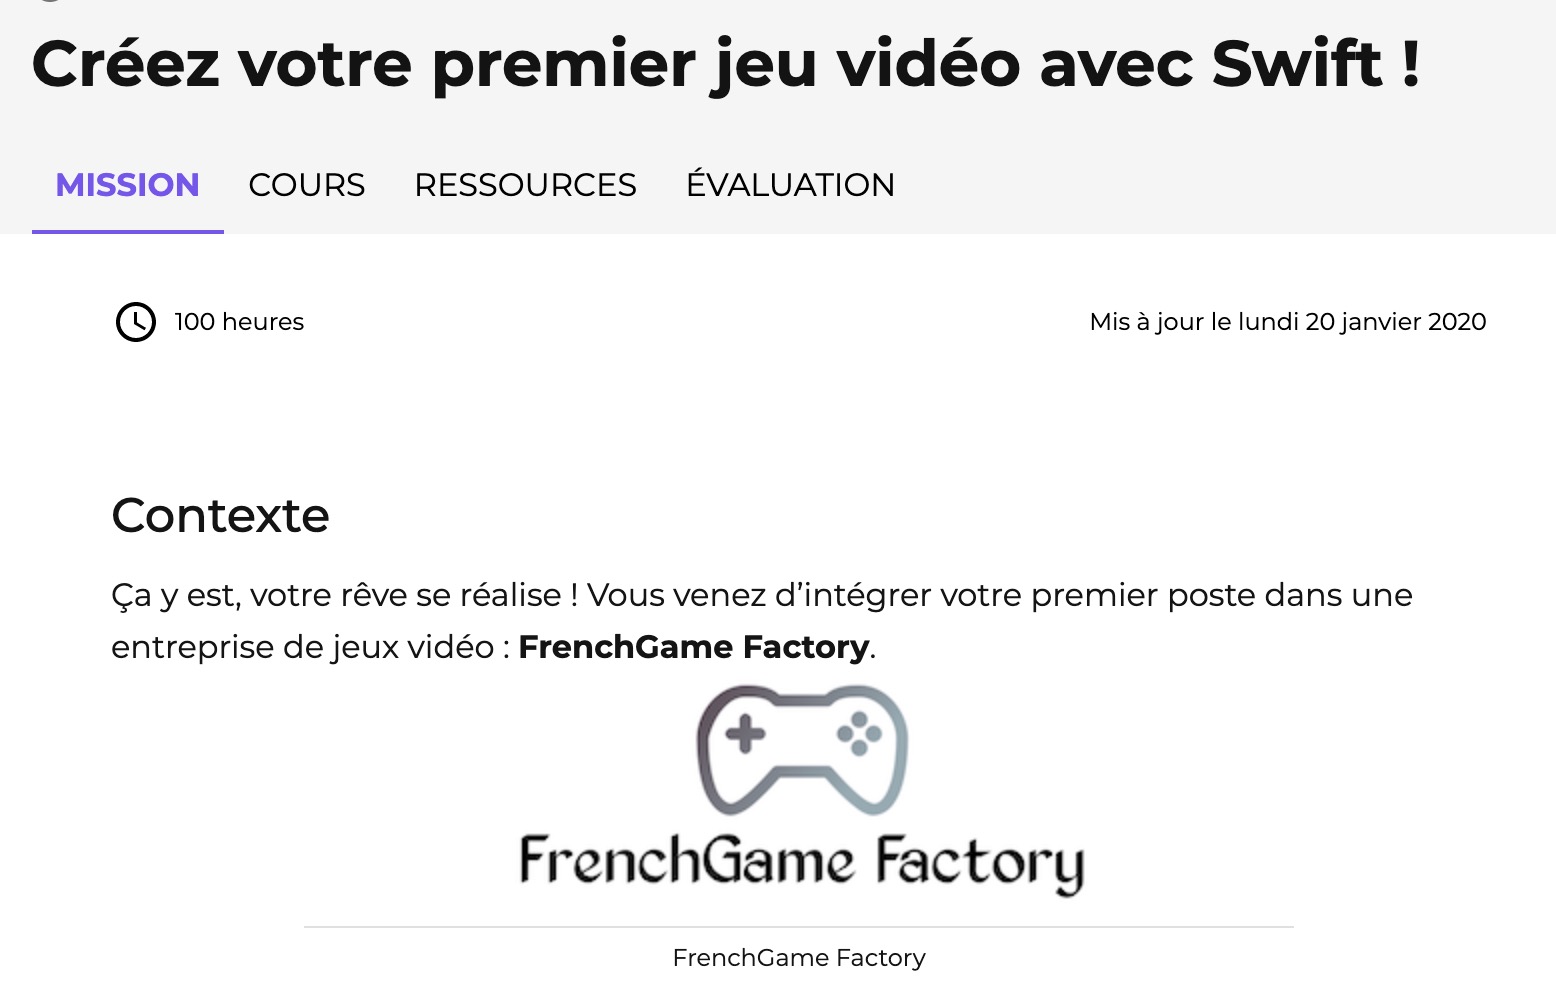 Créez votre premier jeu vidéo avec Swift !
MISSION COURS RESSOURCES ÉVALUATION
100 heures
Mis à jour le lundi 20 janvier 2020
Contexte
Ça y est, votre rêve se réalise ! Vous venez d’intégrer votre premier poste dans une
entreprise de jeux vidéo : FrenchGame Factory.
FrenchGame Factory
FrenchGame Factory